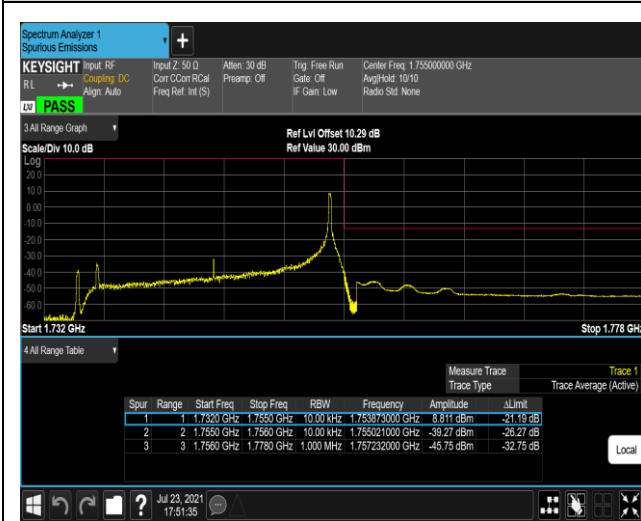 Spectrum Analyzer 1
Spurious Emissions
+
KEYSIGHT Input: RF Input Z: 50 Ω Atten: 30 dB Trig: Free Run Center Freq: 1.755000000 GHz
RL Coupling: DC Corr CCorr RCal Preamp: Off Gate: Off Avg|Hold: 10/10
Align: Auto Freq Ref: Int (S) IF Gain: Low Radio Std: None
LXI PASS
3 All Range Graph
Ref Lvl Offset 10.29 dB
Scale/Div 10.0 dB Ref Value 30.00 dBm
Log
20.0
10.0
0.00
-10.0
-20.0
-30.0
-40.0
-50.0
-60.0
Start 1.732 GHz Stop 1.778 GHz
4 All Range Table
Measure Trace Trace 1
Trace Type Trace Average (Active)
Spur Range Start Freq Stop Freq RBW Frequency Amplitude ΔLimit
1 1 1.7320 GHz 1.7550 GHz 10.00 kHz 1.753873000 GHz 8.811 dBm -21.19 dB
2 2 1.7550 GHz 1.7560 GHz 10.00 kHz 1.755021000 GHz -39.27 dBm -26.27 dB
3 3 1.7560 GHz 1.7780 GHz 1.000 MHz 1.757232000 GHz -45.75 dBm -32.75 dB
Local
? Jul 23, 2021
17:51:35